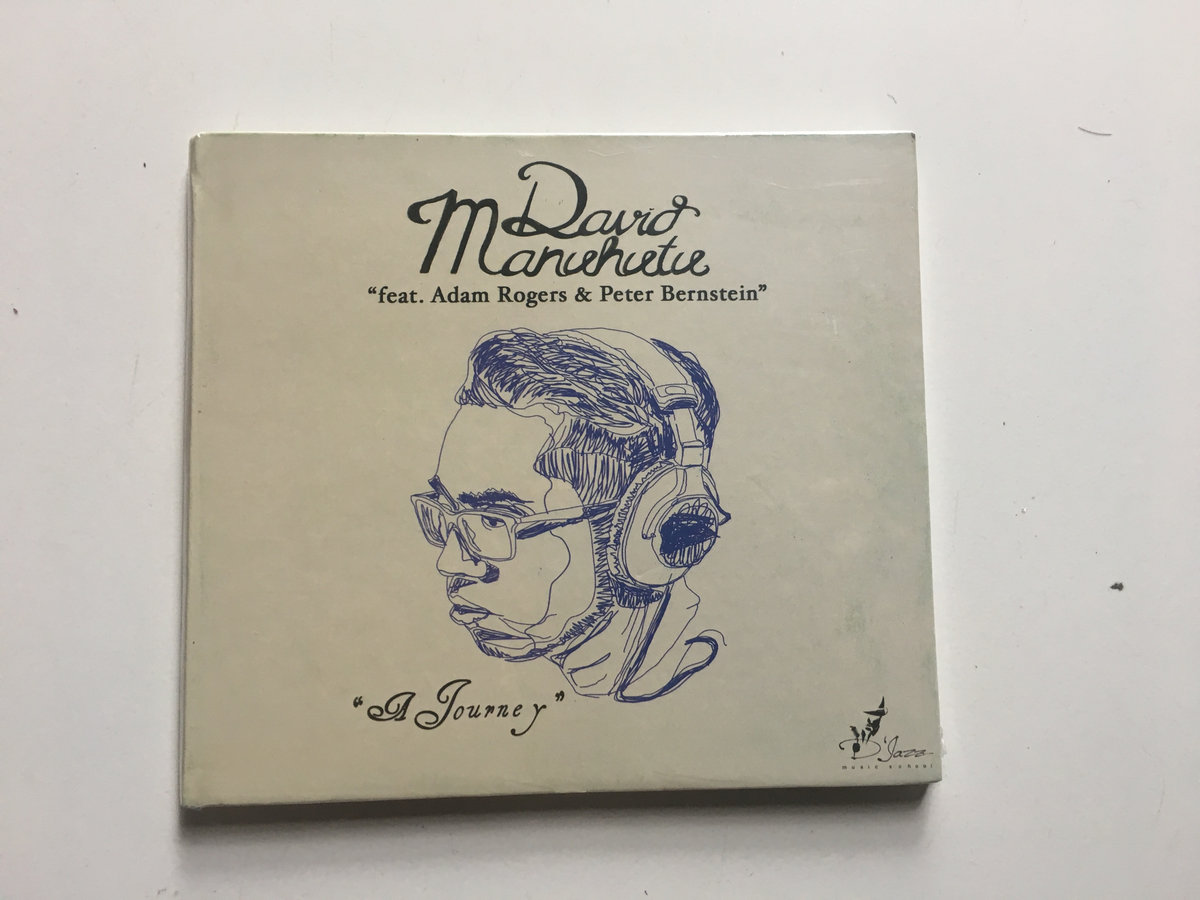 David
Manuhutu
“feat. Adam Rogers & Peter Bernstein”
“A Journey”
D'Jazz
music school